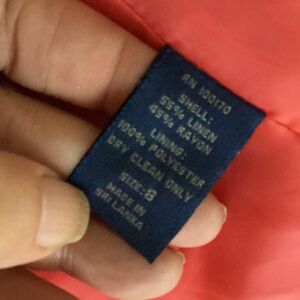 RN 100170
SHELL:
55% LINEN
45% RAYON
LINING:
100% POLYESTER
DRY CLEAN ONLY
SIZE: 8
MADE IN
SRI LANKA